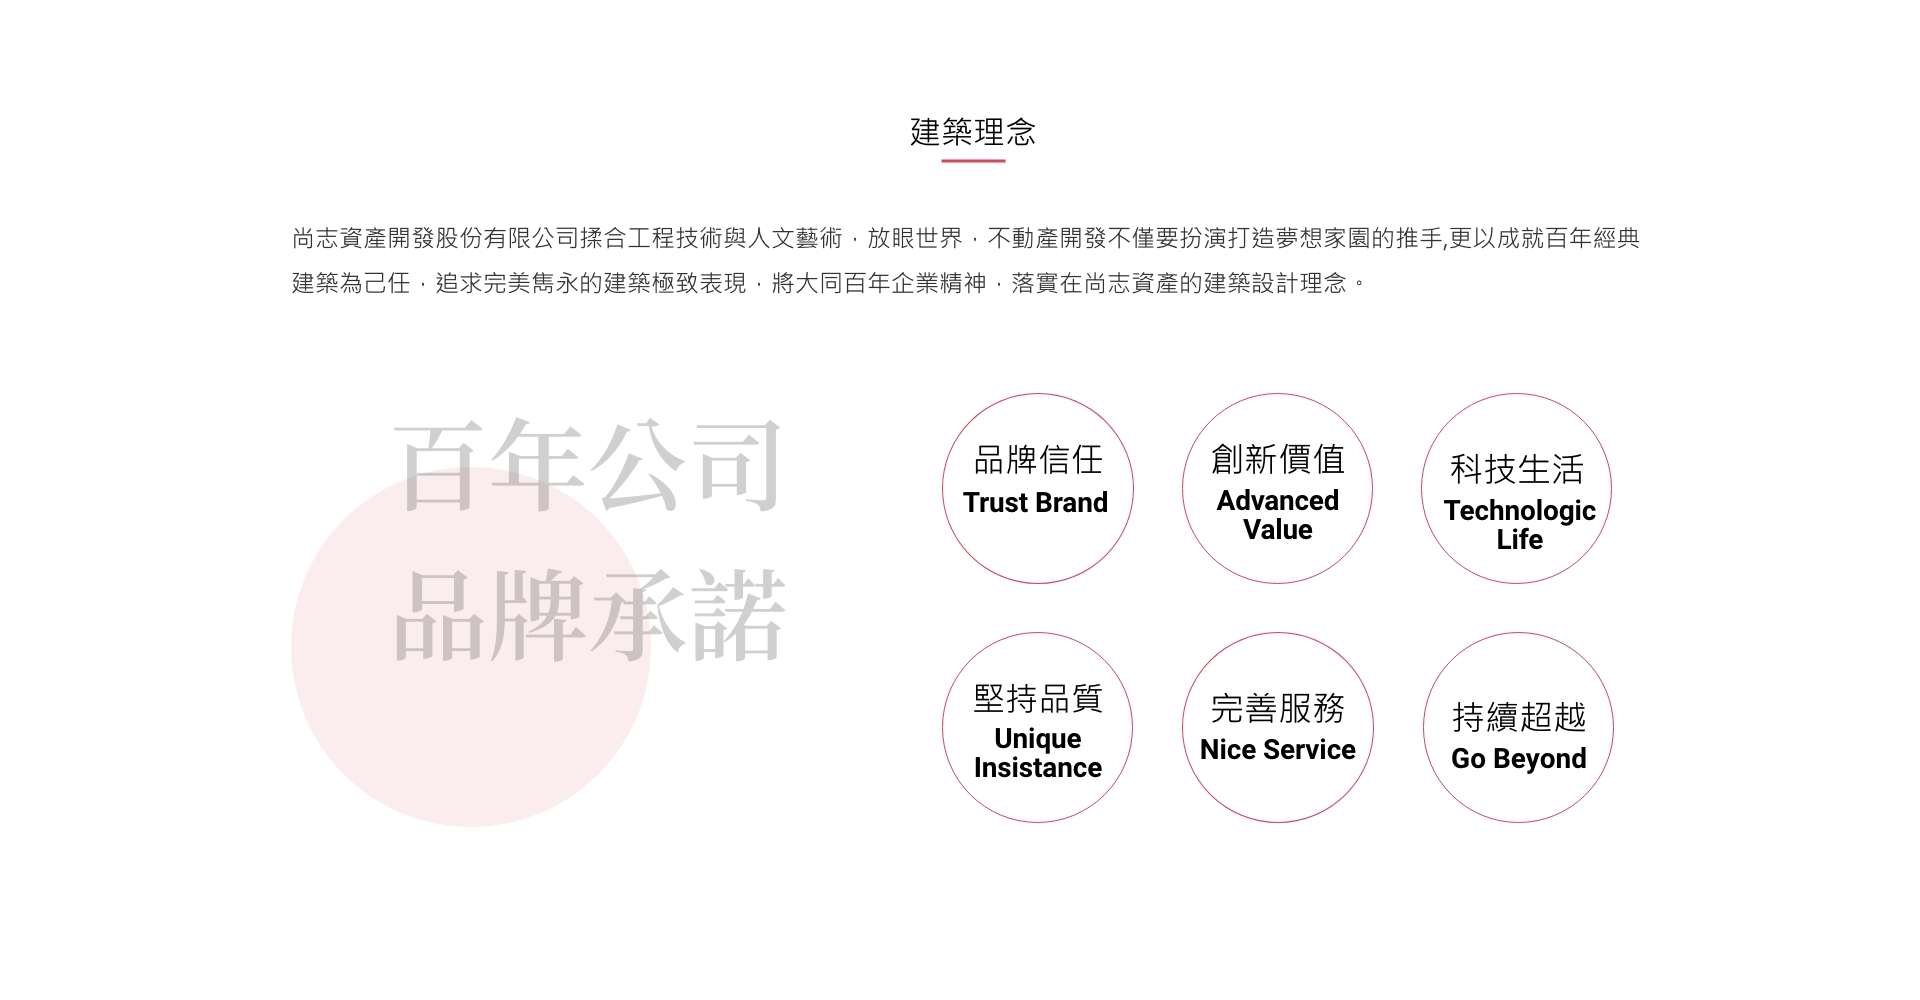 建築理念
尚志資產開發股份有限公司揉合工程技術與人文藝術，放眼世界，不動產開發不僅要扮演打造夢想家園的推手,更以成就百年經典
建築為己任，追求完美雋永的建築極致表現，將大同百年企業精神，落實在尚志資產的建築設計理念。
百年公司
品牌承諾
品牌信任
Trust Brand
創新價值
Advanced
Value
科技生活
Technologic
Life
堅持品質
Unique
Insistance
完善服務
Nice Service
持續超越
Go Beyond